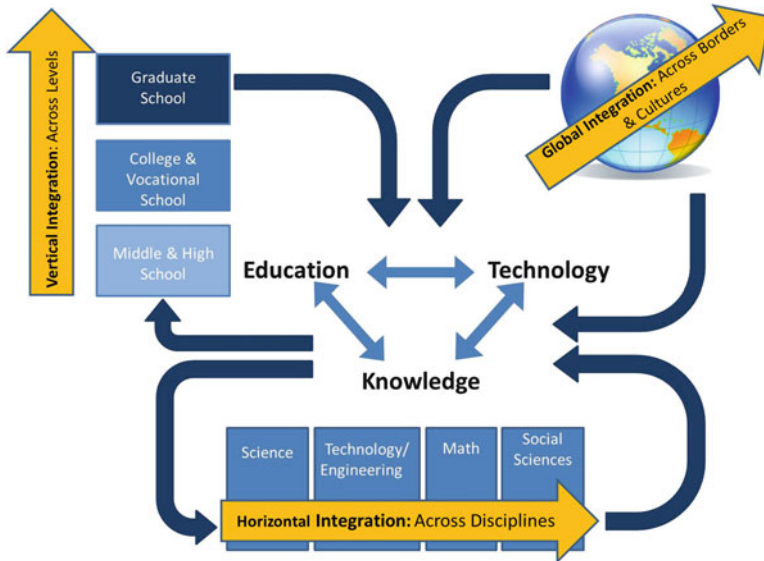 Vertical Integration: Across Levels
Graduate
School
College &
Vocational
School
Middle & High
School
Global Integration: Across Borders
& Cultures
Education
Technology
Knowledge
Science
Technology/
Engineering
Math
Social
Sciences
Horizontal Integration: Across Disciplines